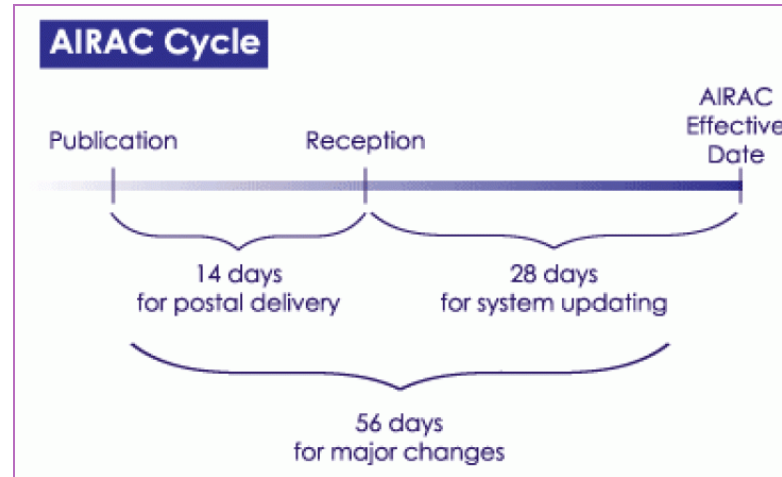 AIRAC Cycle
Publication
Reception
AIRAC
Effective
Date
14 days
for postal delivery
28 days
for system updating
56 days
for major changes